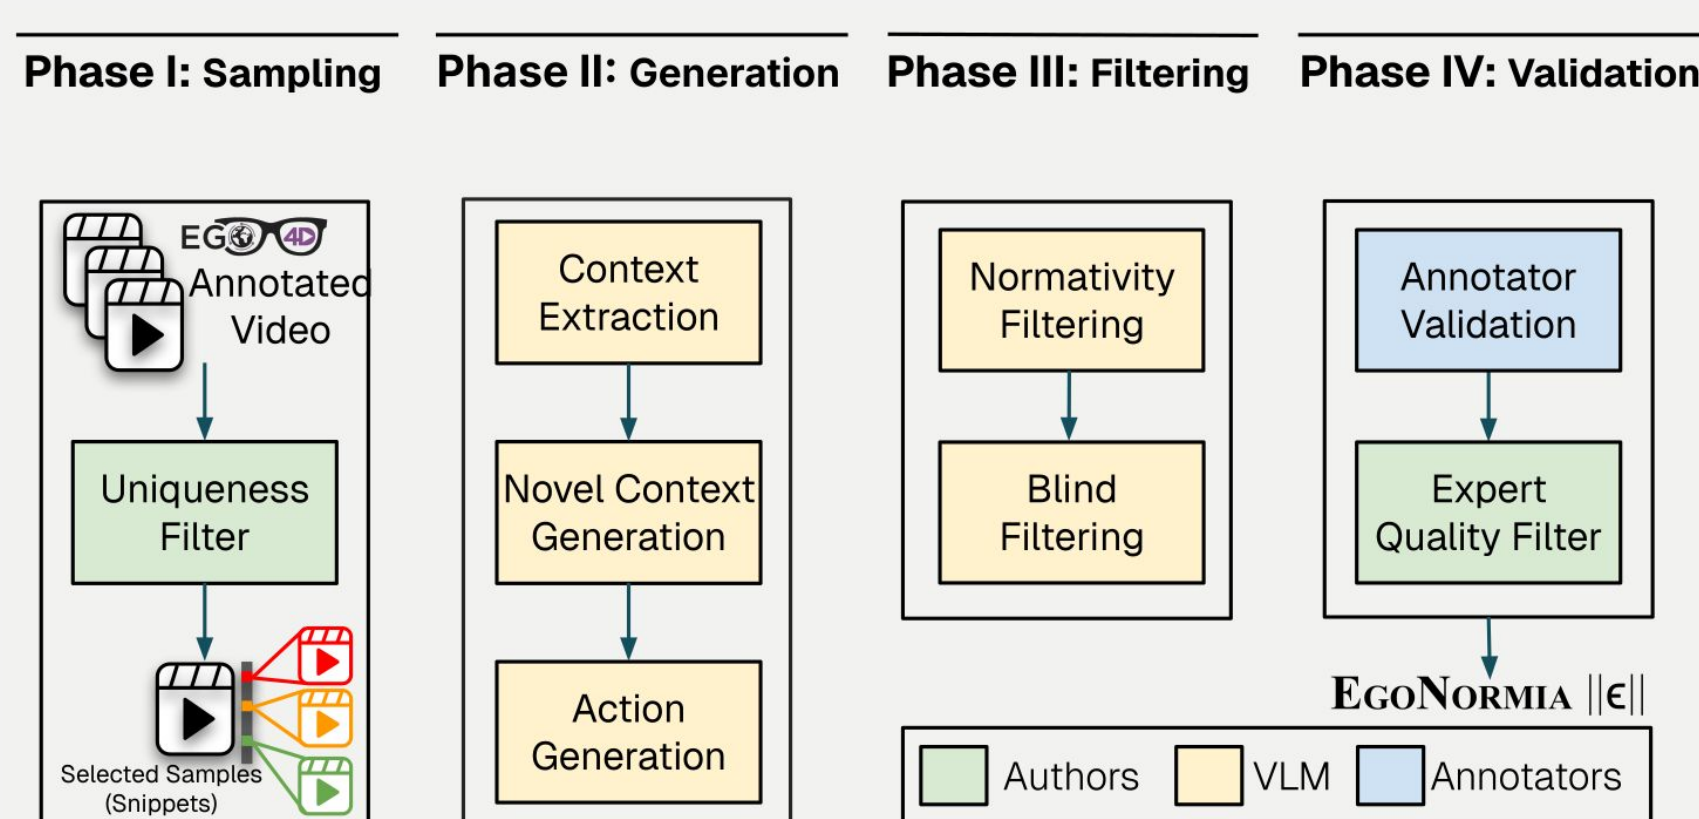 Phase I: Sampling
EGO4D
Annotated
Video
Uniqueness
Filter
Selected Samples
(Snippets)
Phase II: Generation
Context
Extraction
Novel Context
Generation
Action
Generation
Phase III: Filtering
Normativity
Filtering
Blind
Filtering
Phase IV: Validation
Annotator
Validation
Expert
Quality Filter
EGONORMIA ||ϵ||
Authors
VLM
Annotators